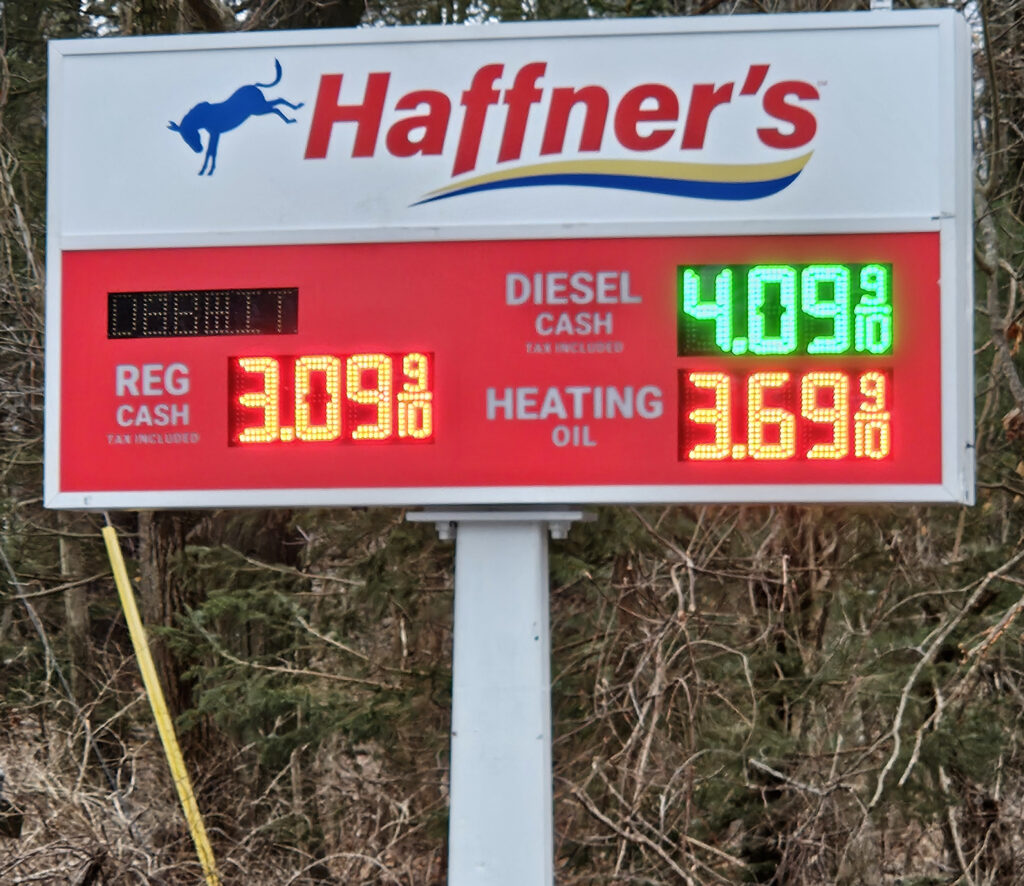 Haffner's™
REG
CASH
TAX INCLUDED
3.09 9/10
DIESEL
CASH
TAX INCLUDED
4.09 9/10
HEATING
OIL
3.69 9/10